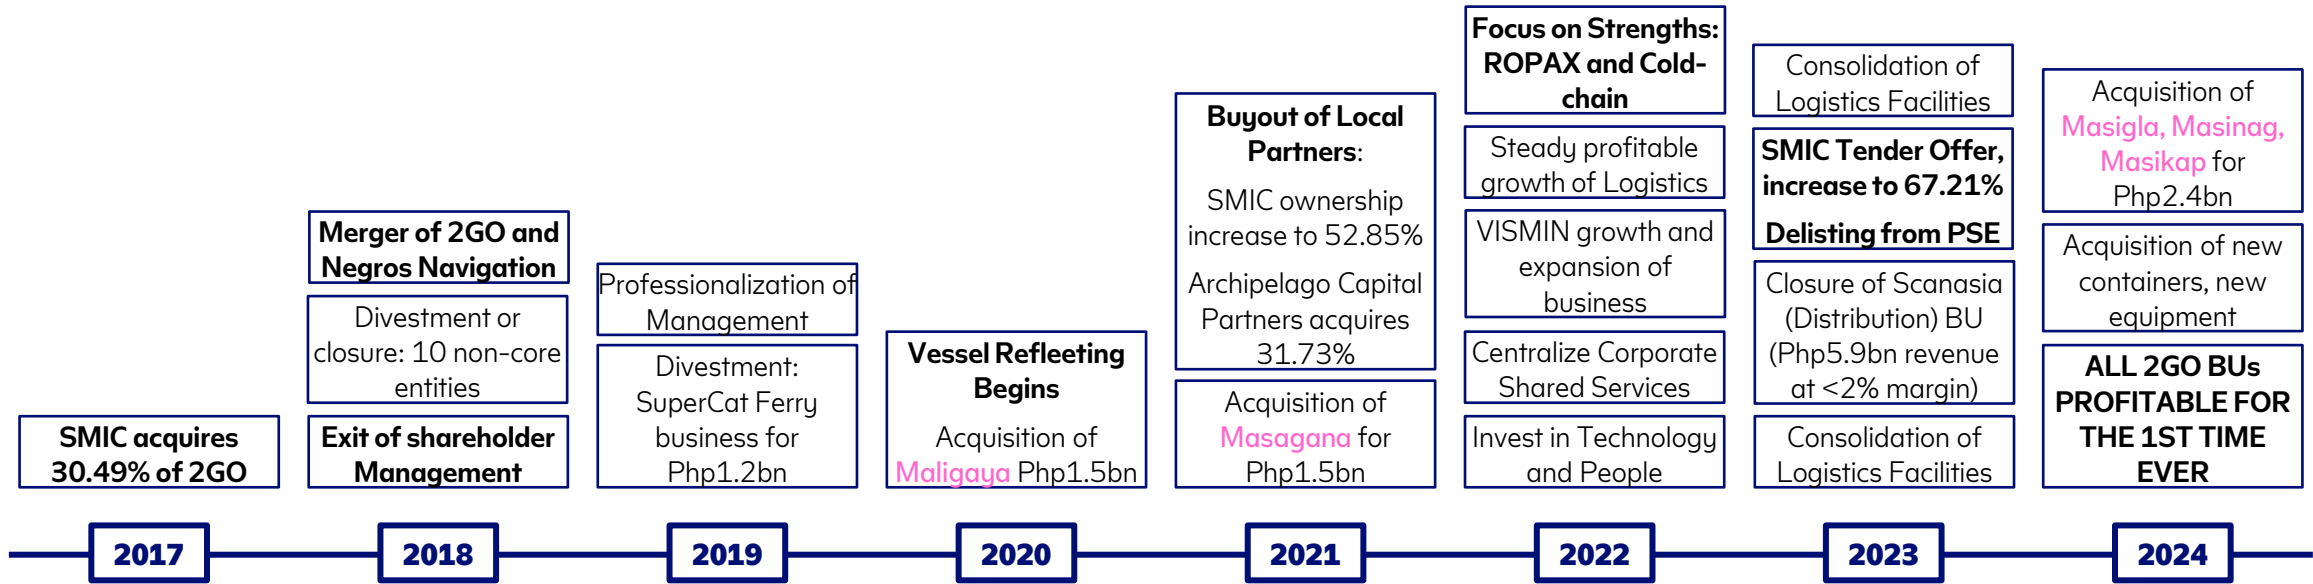 SMIC acquires
30.49% of 2GO
2017
Merger of 2GO and
Negros Navigation
Divestment or
closure: 10 non-core
entities
Exit of shareholder
Management
2018
Professionalization of
Management
Divestment:
SuperCat Ferry
business for
Php1.2bn
2019
Vessel Refleeting
Begins
Acquisition of
Maligaya Php1.5bn
2020
Buyout of Local
Partners:
SMIC ownership
increase to 52.85%
Archipelago Capital
Partners acquires
31.73%
Acquisition of
Masagana for
Php1.5bn
2021
Focus on Strengths:
ROPAX and Cold-
chain
Steady profitable
growth of Logistics
VISMIN growth and
expansion of
business
Centralize Corporate
Shared Services
Invest in Technology
and People
2022
Consolidation of
Logistics Facilities
SMIC Tender Offer,
increase to 67.21%
Delisting from PSE
Closure of Scanasia
(Distribution) BU
(Php5.9bn revenue
at <2% margin)
Consolidation of
Logistics Facilities
2023
Acquisition of
Masigla, Masinag,
Masikap for
Php2.4bn
Acquisition of new
containers, new
equipment
ALL 2GO BUs
PROFITABLE FOR
THE 1ST TIME
EVER
2024